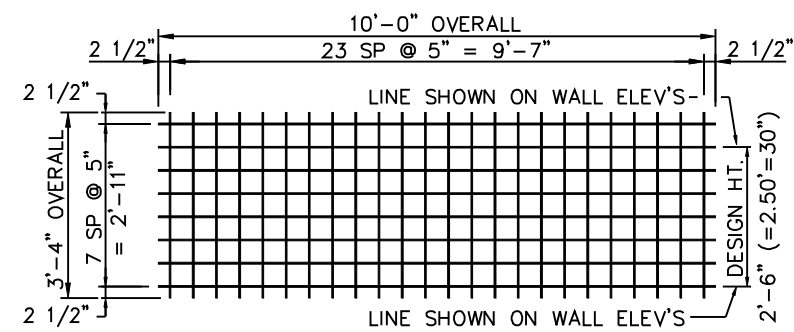 10'-0" OVERALL
2 1/2" 23 SP @ 5" = 9'-7" 2 1/2"
2 1/2" LINE SHOWN ON WALL ELEV'S
3'-4" OVERALL
7 SP @ 5"
= 2'-11"
DESIGN HT.
2'-6" (=2.50'=30")
2 1/2" LINE SHOWN ON WALL ELEV'S